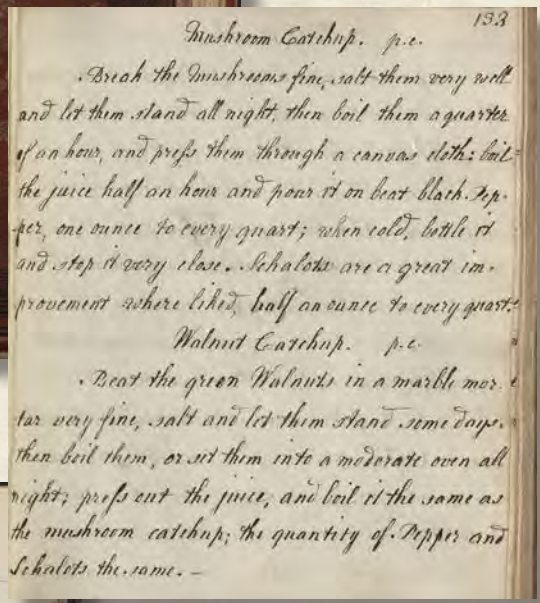 133
Mushroom Catchup. p.c.
Break the Mushrooms fine, salt them very well
and let them stand all night, then boil them a quarter
of an hour, and preſs them through a canvas cloth: boil
the juice half an hour and pour it on beat black Pep-
per, one ounce to every quart; when cold, bottle it
and stop it very close. Schalots are a great im-
provement where liked, half an ounce to every quart.
Walnut Catchup. p.c.
Beat the green Walnuts in a marble mor-
tar very fine, salt and let them stand some days.
then boil them, or set them into a moderate oven all
night; preſs out the juice, and boil it the same as
the mushroom catchup; the quantity of Pepper and
Schalots the same. —